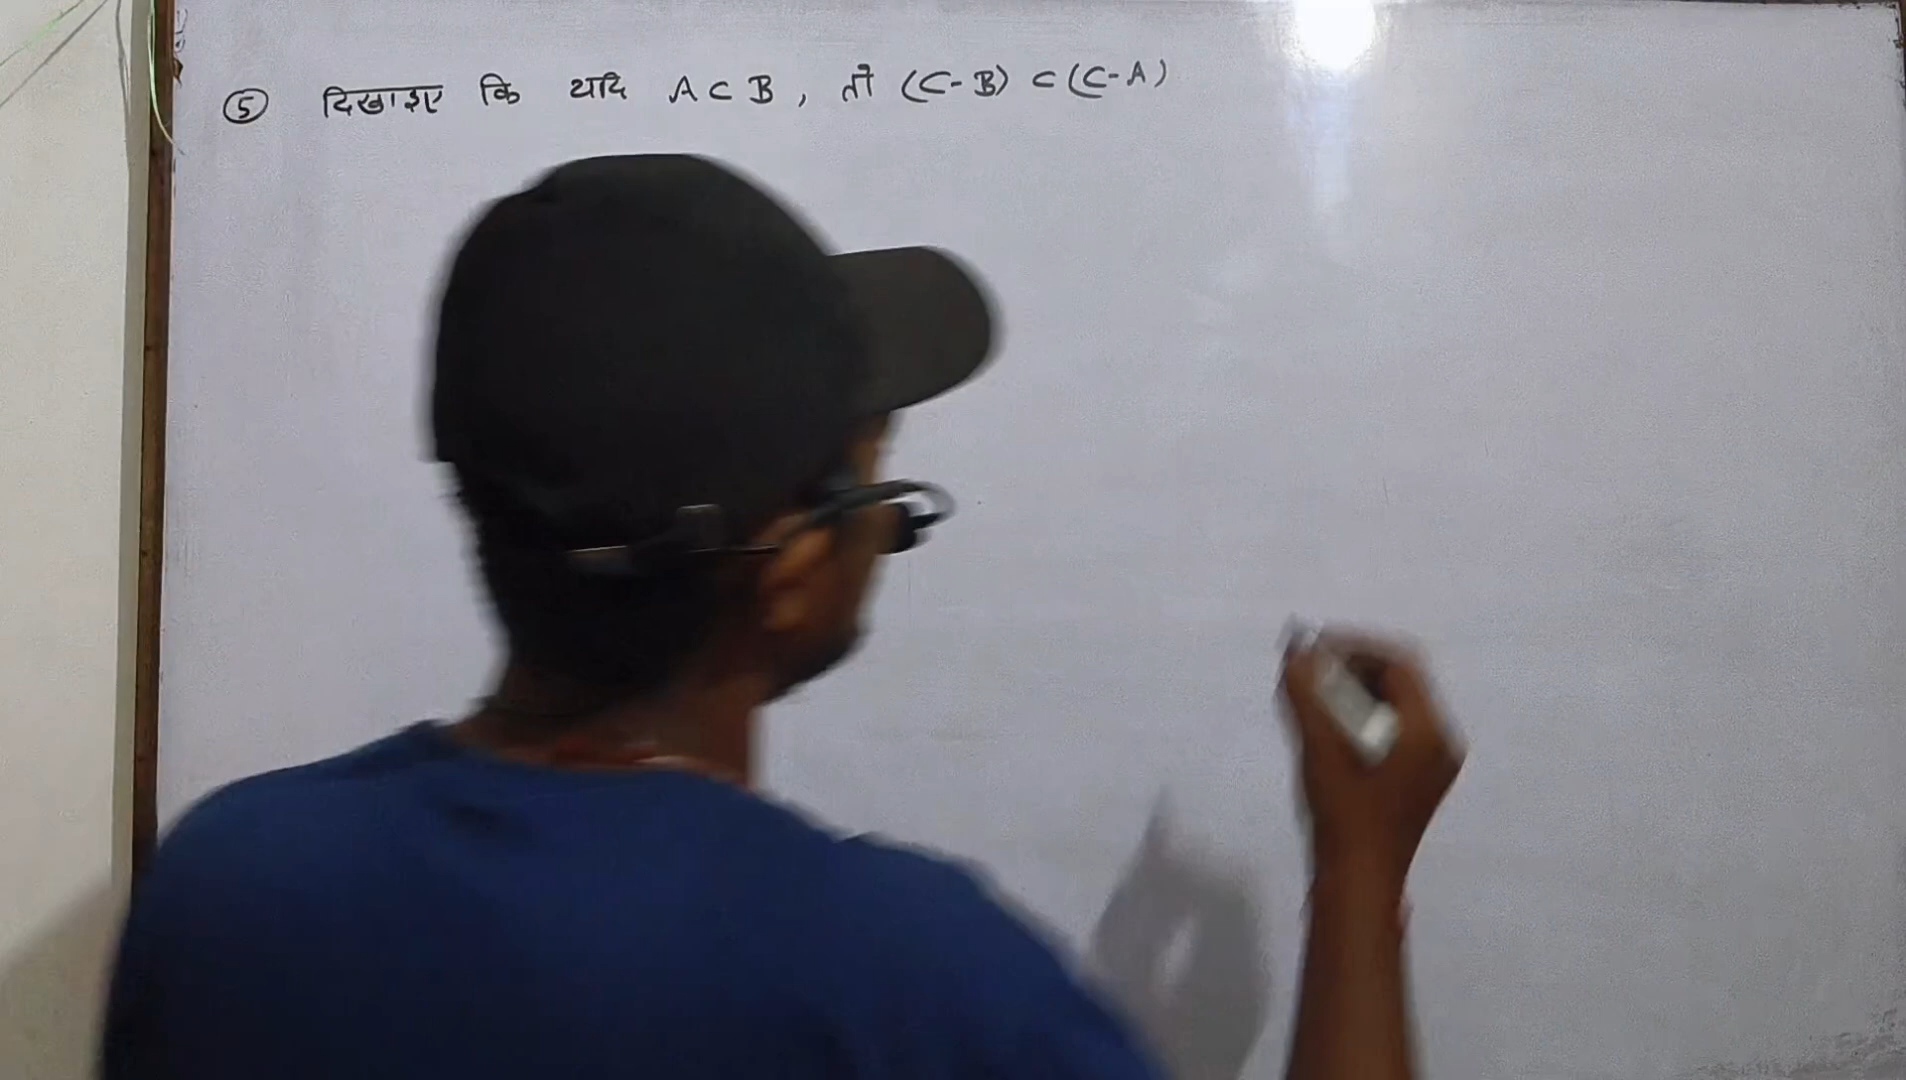 ⑤ दिखाइए कि यदि A ⊂ B, तो (C-B) ⊂ (C-A)